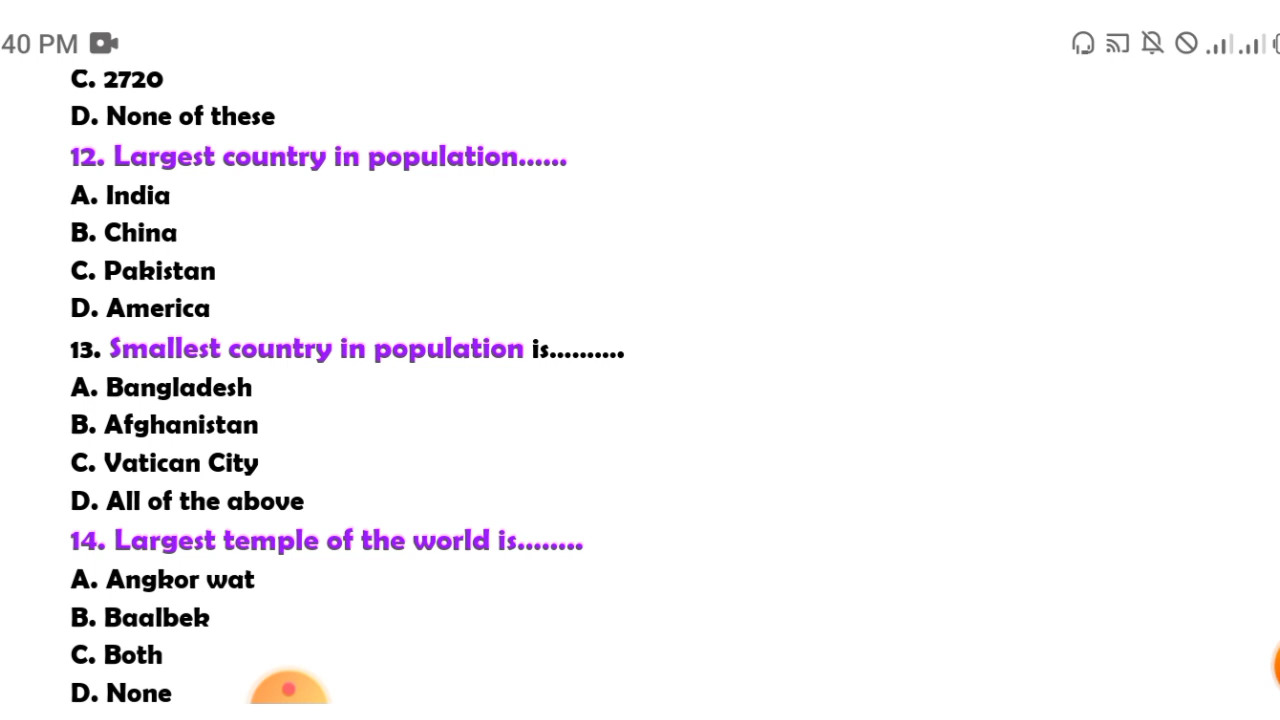 40 PM
C. 2720
D. None of these
12. Largest country in population......
A. India
B. China
C. Pakistan
D. America
13. Smallest country in population is..........
A. Bangladesh
B. Afghanistan
C. Vatican City
D. All of the above
14. Largest temple of the world is........
A. Angkor wat
B. Baalbek
C. Both
D. None